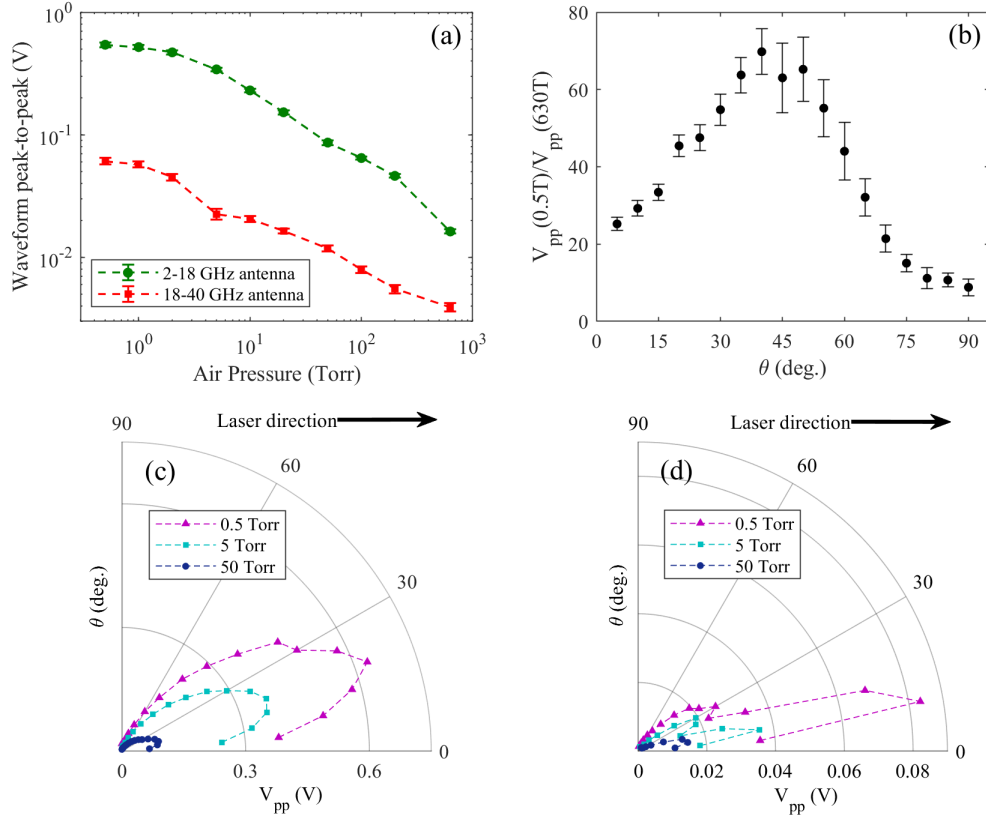 (a)
Waveform peak-to-peak (V)
10^0
10^-1
10^-2
2-18 GHz antenna
18-40 GHz antenna
10^0 10^1 10^2 10^3
Air Pressure (Torr)
(b)
V_pp(0.5T)/V_pp(630T)
80
60
40
20
0
0 15 30 45 60 75 90
θ (deg.)
Laser direction
(c)
90
60
30
0
0.5 Torr
5 Torr
50 Torr
θ (deg.)
0 0.3 0.6
V_pp (V)
Laser direction
(d)
90
60
30
0
0.5 Torr
5 Torr
50 Torr
θ (deg.)
0 0.02 0.04 0.06 0.08
V_pp (V)